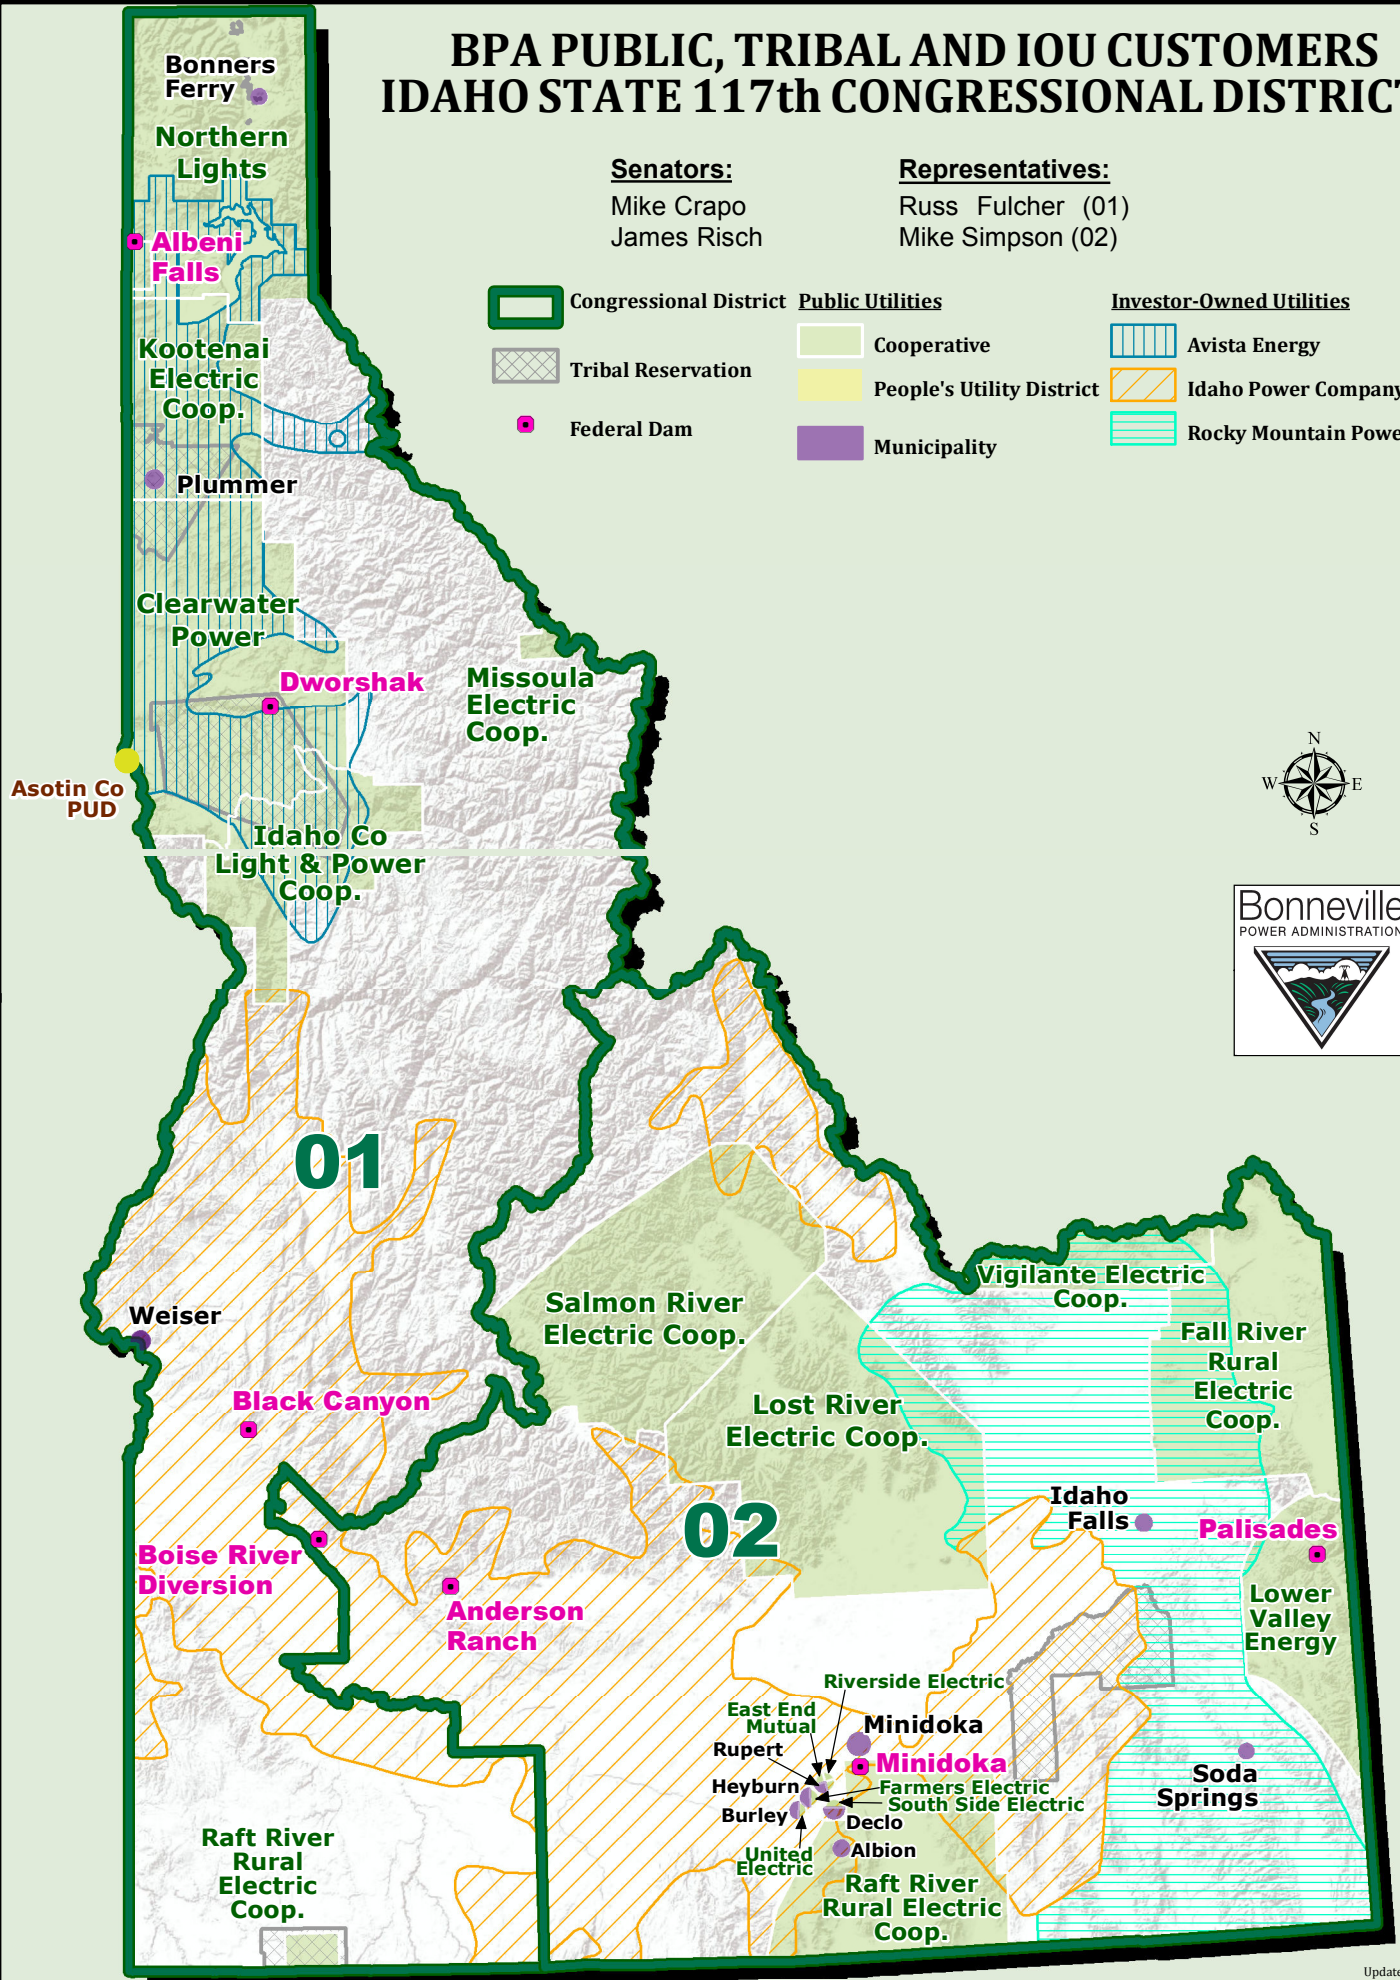 BPA PUBLIC, TRIBAL AND IOU CUSTOMERS
IDAHO STATE 117th CONGRESSIONAL DISTRICT
Senators:
Mike Crapo
James Risch
Representatives:
Russ Fulcher (01)
Mike Simpson (02)
Congressional District
Tribal Reservation
Federal Dam
Public Utilities
Cooperative
People's Utility District
Municipality
Investor-Owned Utilities
Avista Energy
Idaho Power Company
Rocky Mountain Powe
Bonners
Ferry
Northern
Lights
Albeni
Falls
Kootenai
Electric
Coop.
Plummer
Clearwater
Power
Dworshak
Missoula
Electric
Coop.
Asotin Co
PUD
Idaho Co
Light & Power
Coop.
N
W
E
S
Bonneville
POWER ADMINISTRATION
01
Weiser
Black Canyon
Boise River
Diversion
Anderson
Ranch
Salmon River
Electric Coop.
Lost River
Electric Coop.
02
Vigilante Electric
Coop.
Fall River
Rural
Electric
Coop.
Idaho
Falls
Palisades
Lower
Valley
Energy
Riverside Electric
East End
Mutual
Minidoka
Rupert
Minidoka
Heyburn
Farmers Electric
South Side Electric
Burley
Declo
United
Electric
Albion
Soda
Springs
Raft River
Rural
Electric
Coop.
Raft River
Rural Electric
Coop.
Update